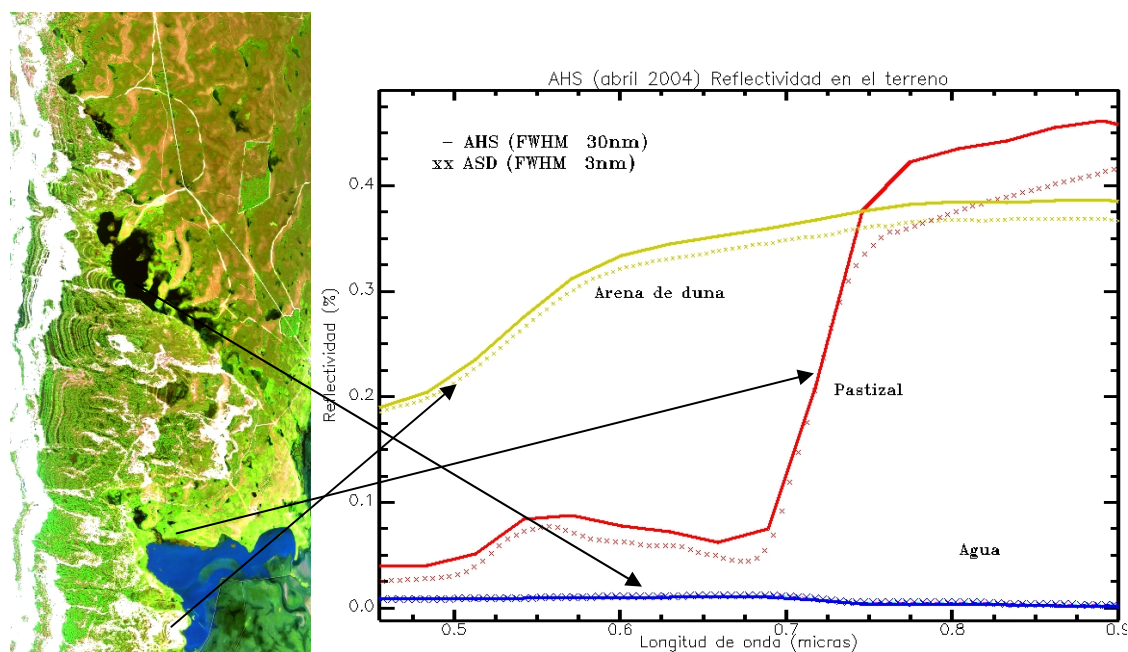 AHS (abril 2004) Reflectividad en el terreno
– AHS (FWHM 30nm)
xx ASD (FWHM 3nm)
0.4
0.3
0.2
0.1
0.0
Reflectividad (%)
Arena de duna
Pastizal
Agua
0.5 0.6 0.7 0.8 0.9
Longitud de onda (micras)